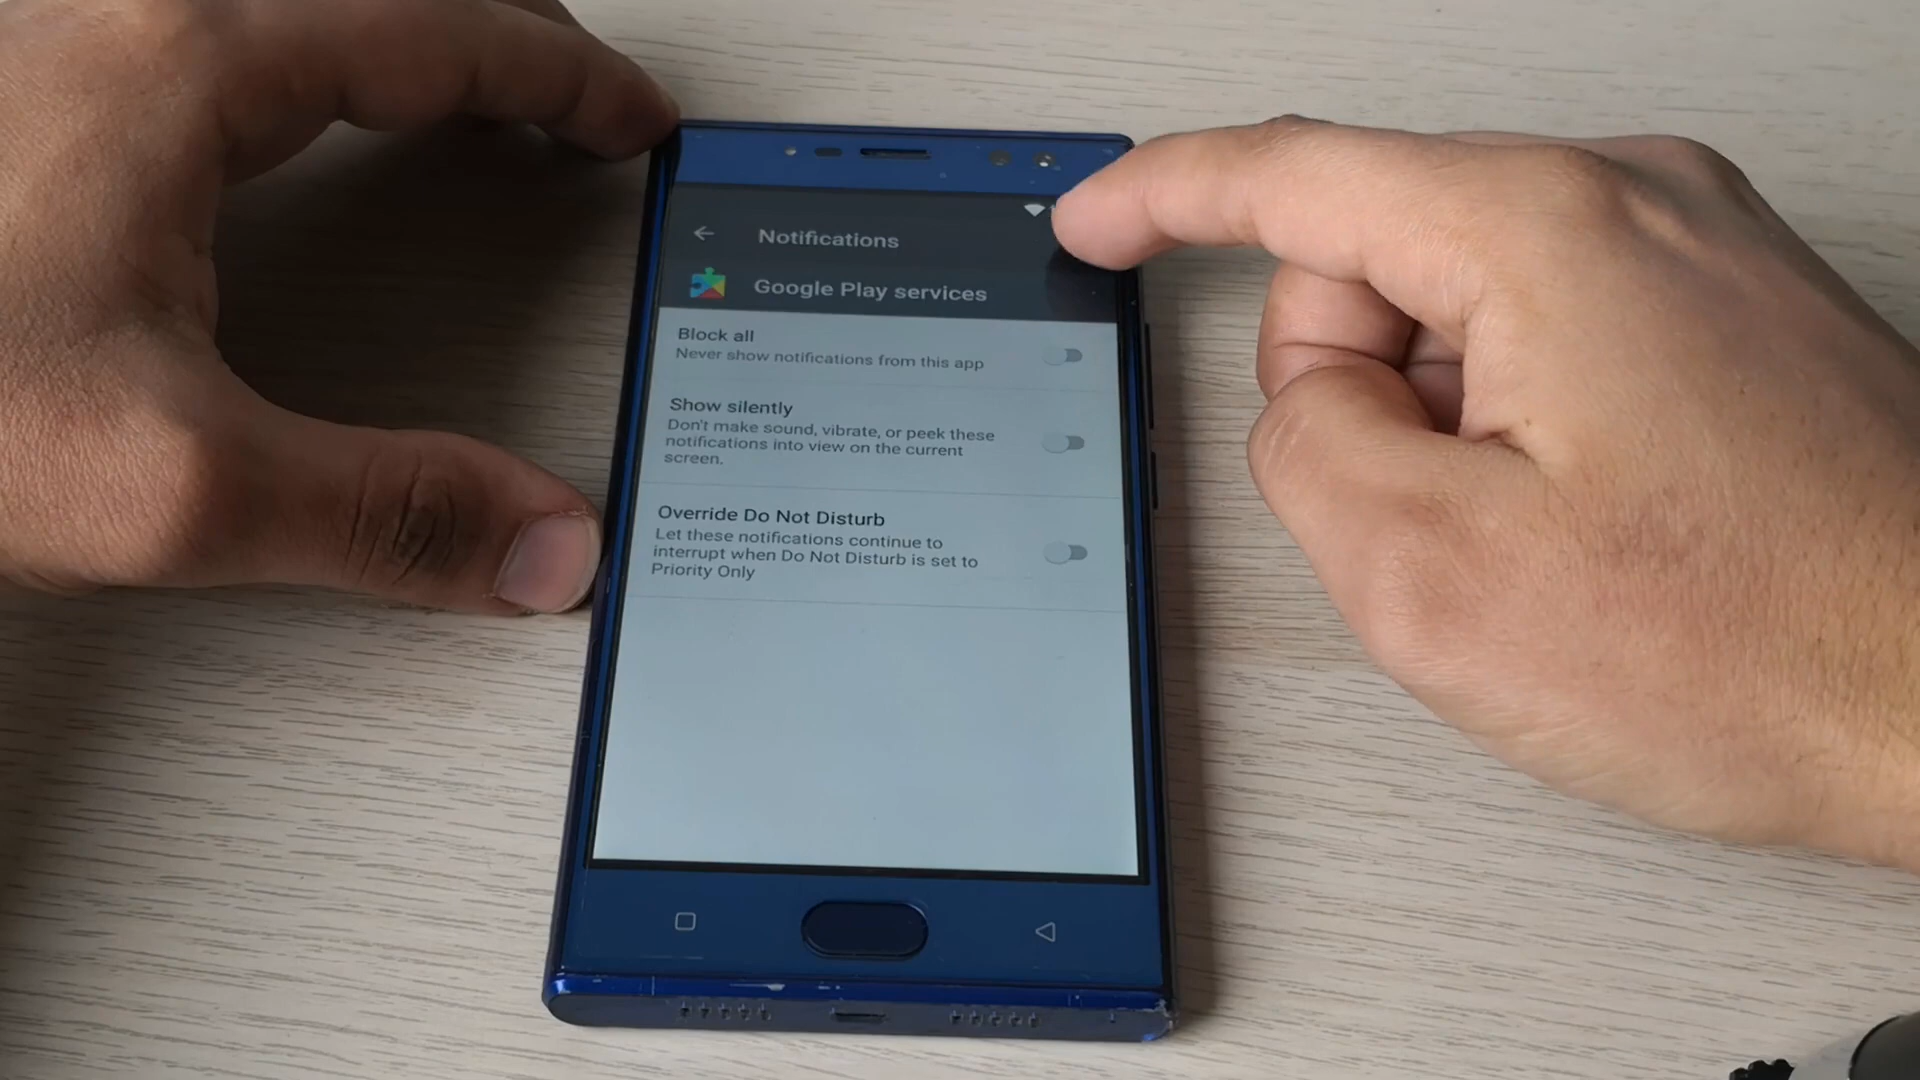 Notifications
Google Play services
Block all
Never show notifications from this app
Show silently
Don't make sound, vibrate, or peek these
notifications into view on the current
screen.
Override Do Not Disturb
Let these notifications continue to
interrupt when Do Not Disturb is set to
Priority Only